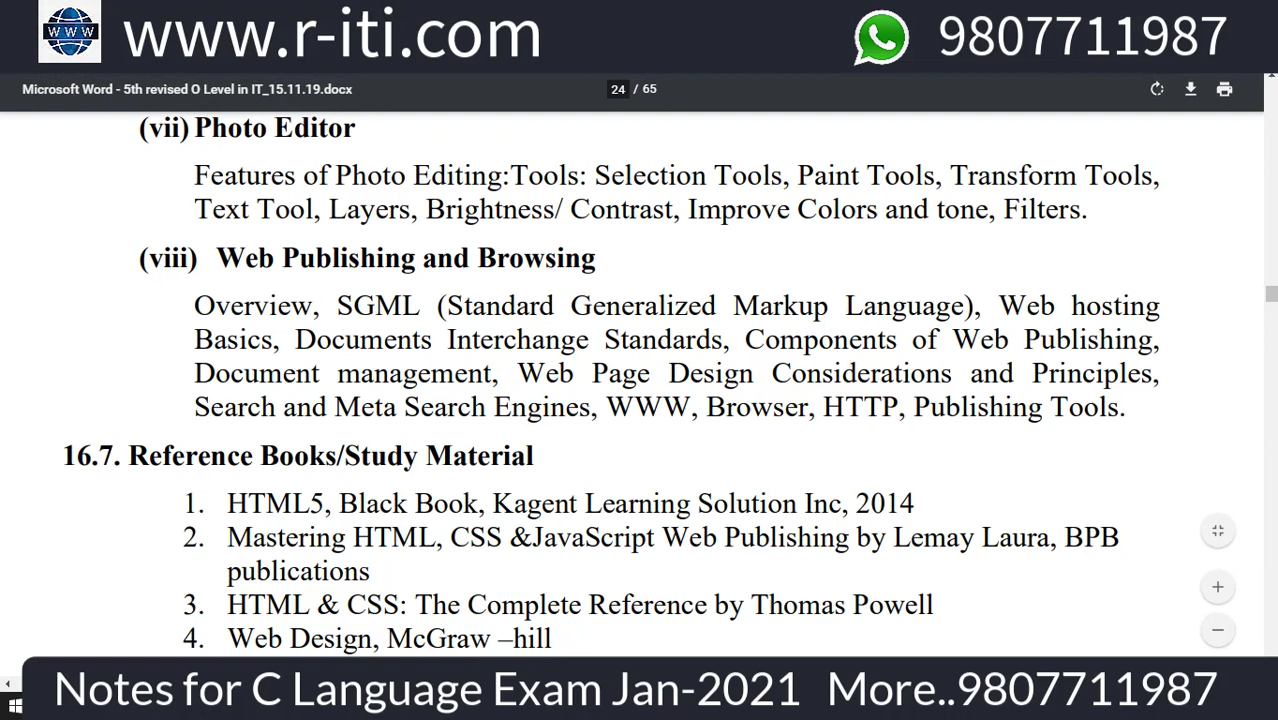 WWW
www.r-iti.com
9807711987
Microsoft Word - 5th revised O Level in IT_15.11.19.docx
24 / 65
(vii) Photo Editor
Features of Photo Editing:Tools: Selection Tools, Paint Tools, Transform Tools,
Text Tool, Layers, Brightness/ Contrast, Improve Colors and tone, Filters.
(viii) Web Publishing and Browsing
Overview, SGML (Standard Generalized Markup Language), Web hosting
Basics, Documents Interchange Standards, Components of Web Publishing,
Document management, Web Page Design Considerations and Principles,
Search and Meta Search Engines, WWW, Browser, HTTP, Publishing Tools.
16.7. Reference Books/Study Material
1. HTML5, Black Book, Kagent Learning Solution Inc, 2014
2. Mastering HTML, CSS &JavaScript Web Publishing by Lemay Laura, BPB
publications
3. HTML & CSS: The Complete Reference by Thomas Powell
4. Web Design, McGraw –hill
Notes for C Language Exam Jan-2021 More..9807711987